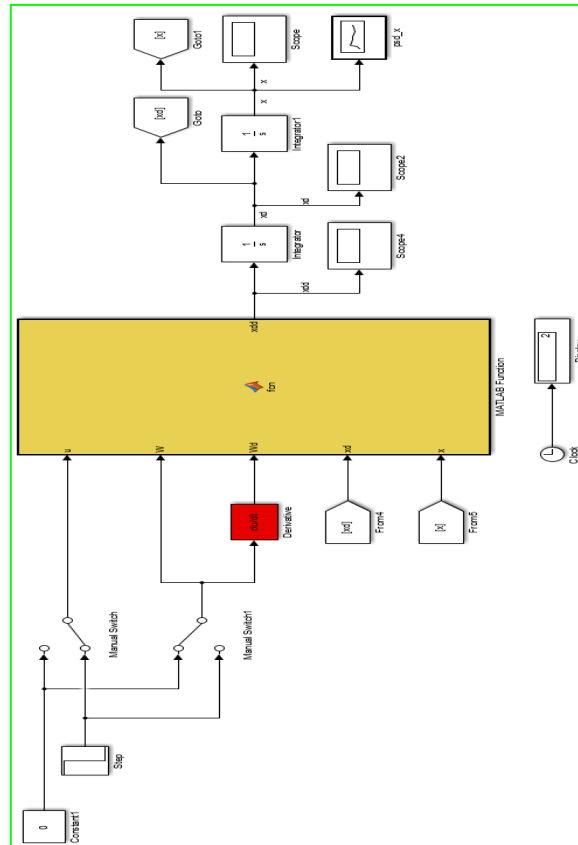 0
Constant1
Step
Manual Switch
Manual Switch1
du/dt
Derivative
[xd]
From4
[x]
From5
u
W
Wd
xd
x
fcn
xdd
MATLAB Function
Clock
2
xdd
Scope4
1
s
Integrator
xd
xd
Scope2
[xd]
Goto
1
s
Integrator1
x
x
[x]
Goto1
Scope
psd_x